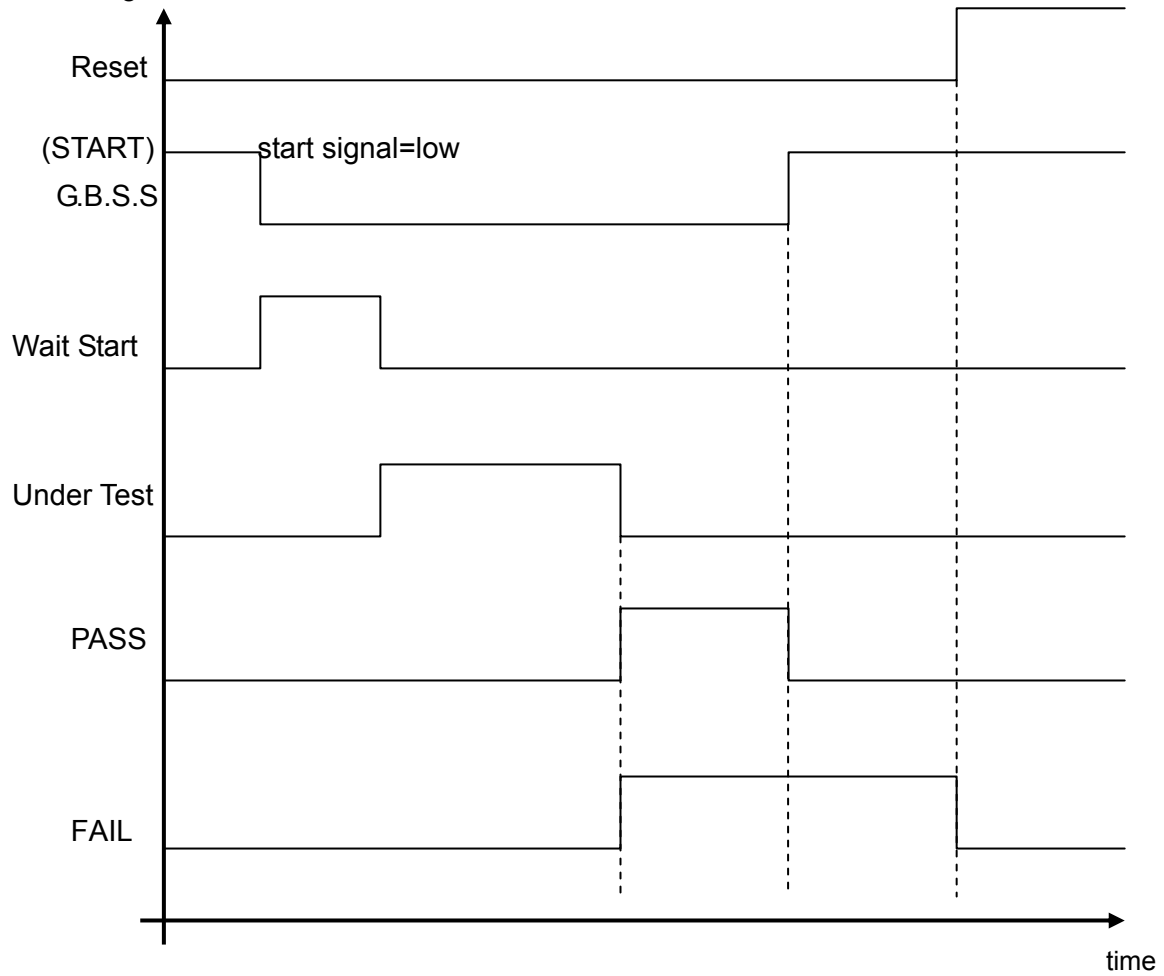 Reset
(START)
start signal=low
G.B.S.S
Wait Start
Under Test
PASS
FAIL
time